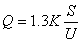 Q = 1.3K S/U